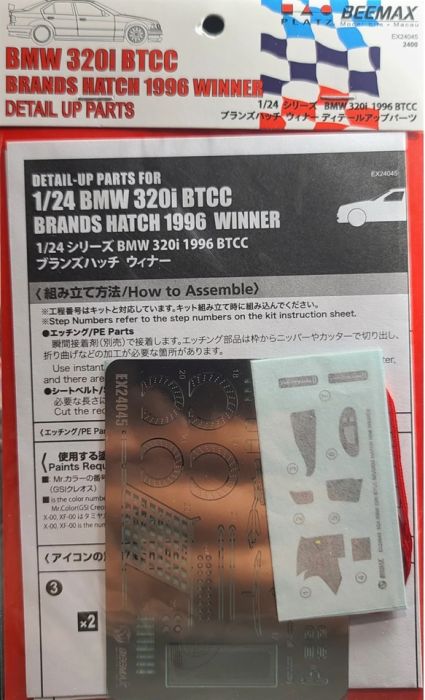 PLATZ
BEEMAX
Model Kits • Macau
EX24045
2400
BMW 320I BTCC
BRANDS HATCH 1996 WINNER
DETAIL UP PARTS
1/24 シリーズ BMW 320i 1996 BTCC
ブランズハッチ ウィナー ディテールアップパーツ
EX24045
DETAIL-UP PARTS FOR
1/24 BMW 320i BTCC
BRANDS HATCH 1996 WINNER
1/24 シリーズ BMW 320i 1996 BTCC
ブランズハッチ ウィナー
〈組み立て方法/How to Assemble〉
※工程番号はキットと対応しています。キット組み立て時に組み込んでください。
※Step Numbers refer to the step numbers on the kit instruction sheet.
●エッチング/PE Parts
瞬間接着剤(別売)で接着します。エッチング部品は枠からニッパーやカッターで切り出し、
折り曲げなどの加工が必要な箇所があります。
Use instant
and there are
●シートベルト/S
必要な長さに
Cut the red
〈エッチング/PE Par
使用する塗
Paints Requ
■: Mr.カラーの番号
(GSIクレオス)
■ is the color number
Mr.Color(GSI Creos
X-00, XF-00 はタミヤ
X-00, XF-00 is the num
〈アイコンの
3
×2
EX24045
20
18
BEEMAX